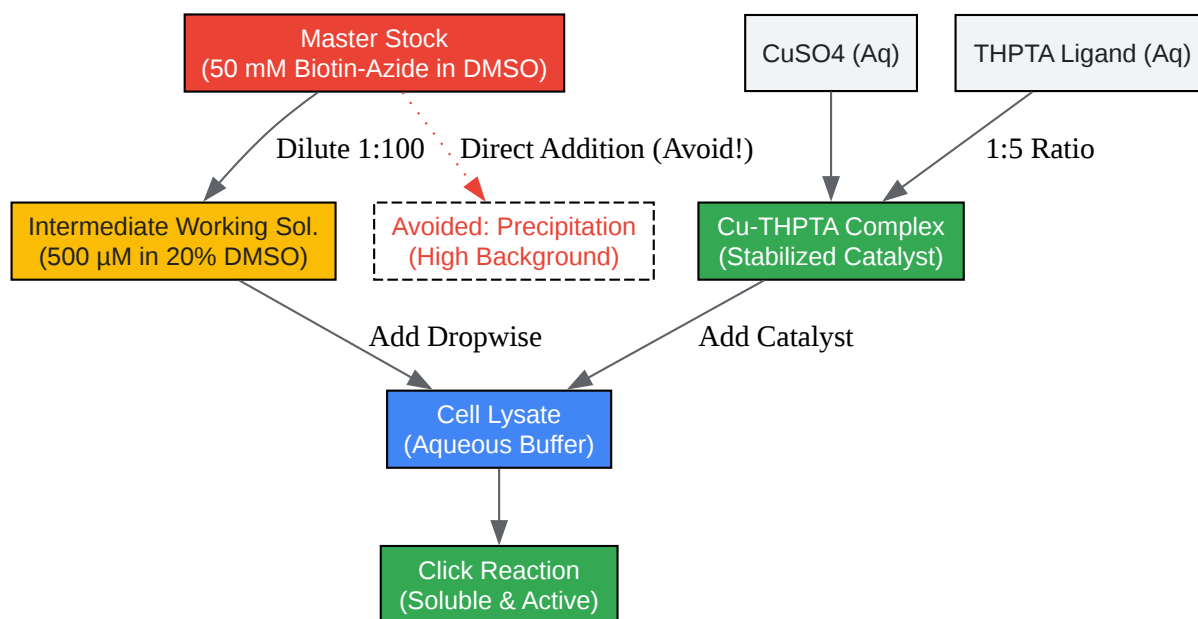 Master Stock
(50 mM Biotin-Azide in DMSO)
CuSO4 (Aq)
THPTA Ligand (Aq)
Dilute 1:100
Direct Addition (Avoid!)
1:5 Ratio
Intermediate Working Sol.
(500 µM in 20% DMSO)
Avoided: Precipitation
(High Background)
Cu-THPTA Complex
(Stabilized Catalyst)
Add Dropwise
Add Catalyst
Cell Lysate
(Aqueous Buffer)
Click Reaction
(Soluble & Active)